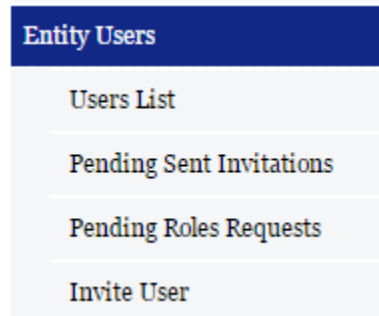 Entity Users
Users List
Pending Sent Invitations
Pending Roles Requests
Invite User